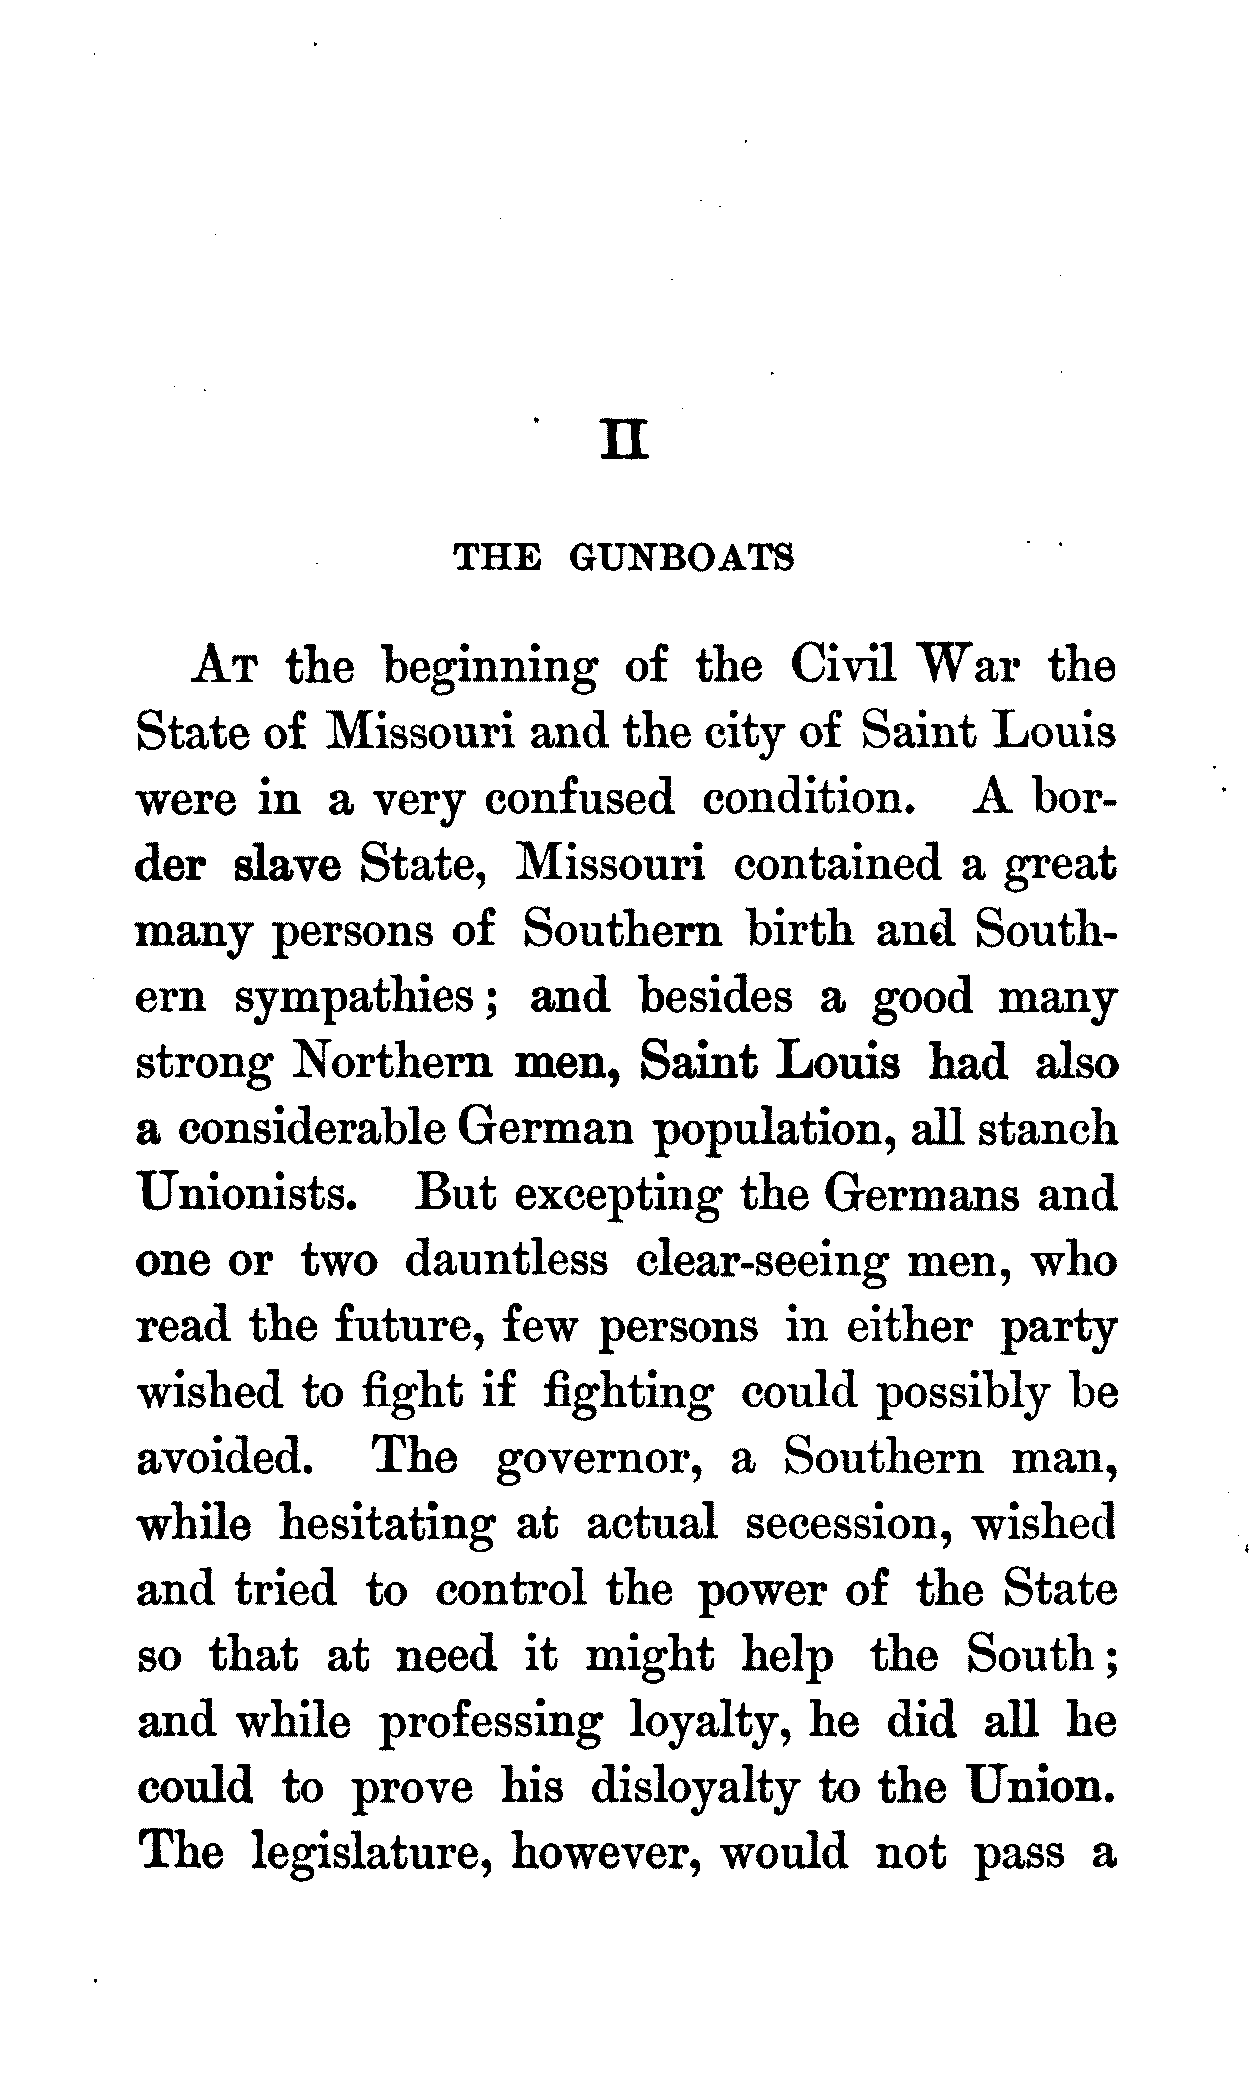 II
THE GUNBOATS
AT the beginning of the Civil War the
State of Missouri and the city of Saint Louis
were in a very confused condition. A bor-
der slave State, Missouri contained a great
many persons of Southern birth and South-
ern sympathies; and besides a good many
strong Northern men, Saint Louis had also
a considerable German population, all stanch
Unionists. But excepting the Germans and
one or two dauntless clear-seeing men, who
read the future, few persons in either party
wished to fight if fighting could possibly be
avoided. The governor, a Southern man,
while hesitating at actual secession, wished
and tried to control the power of the State
so that at need it might help the South;
and while professing loyalty, he did all he
could to prove his disloyalty to the Union.
The legislature, however, would not pass a